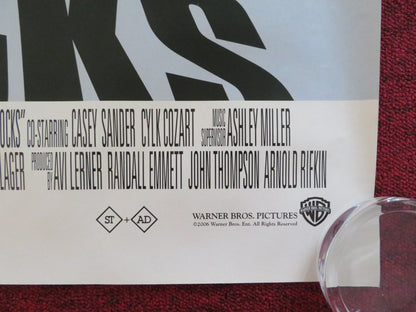 CKS
OCKS" CO-STARRING CASEY SANDER CYLK COZART MUSIC SUPERVISOR ASHLEY MILLER
LAGER PRODUCED BY AVI LERNER RANDALL EMMETT JOHN THOMPSON ARNOLD RIFKIN
ST + AD
WARNER BROS. PICTURES
©2006 Warner Bros. Ent. All Rights Reserved
WB